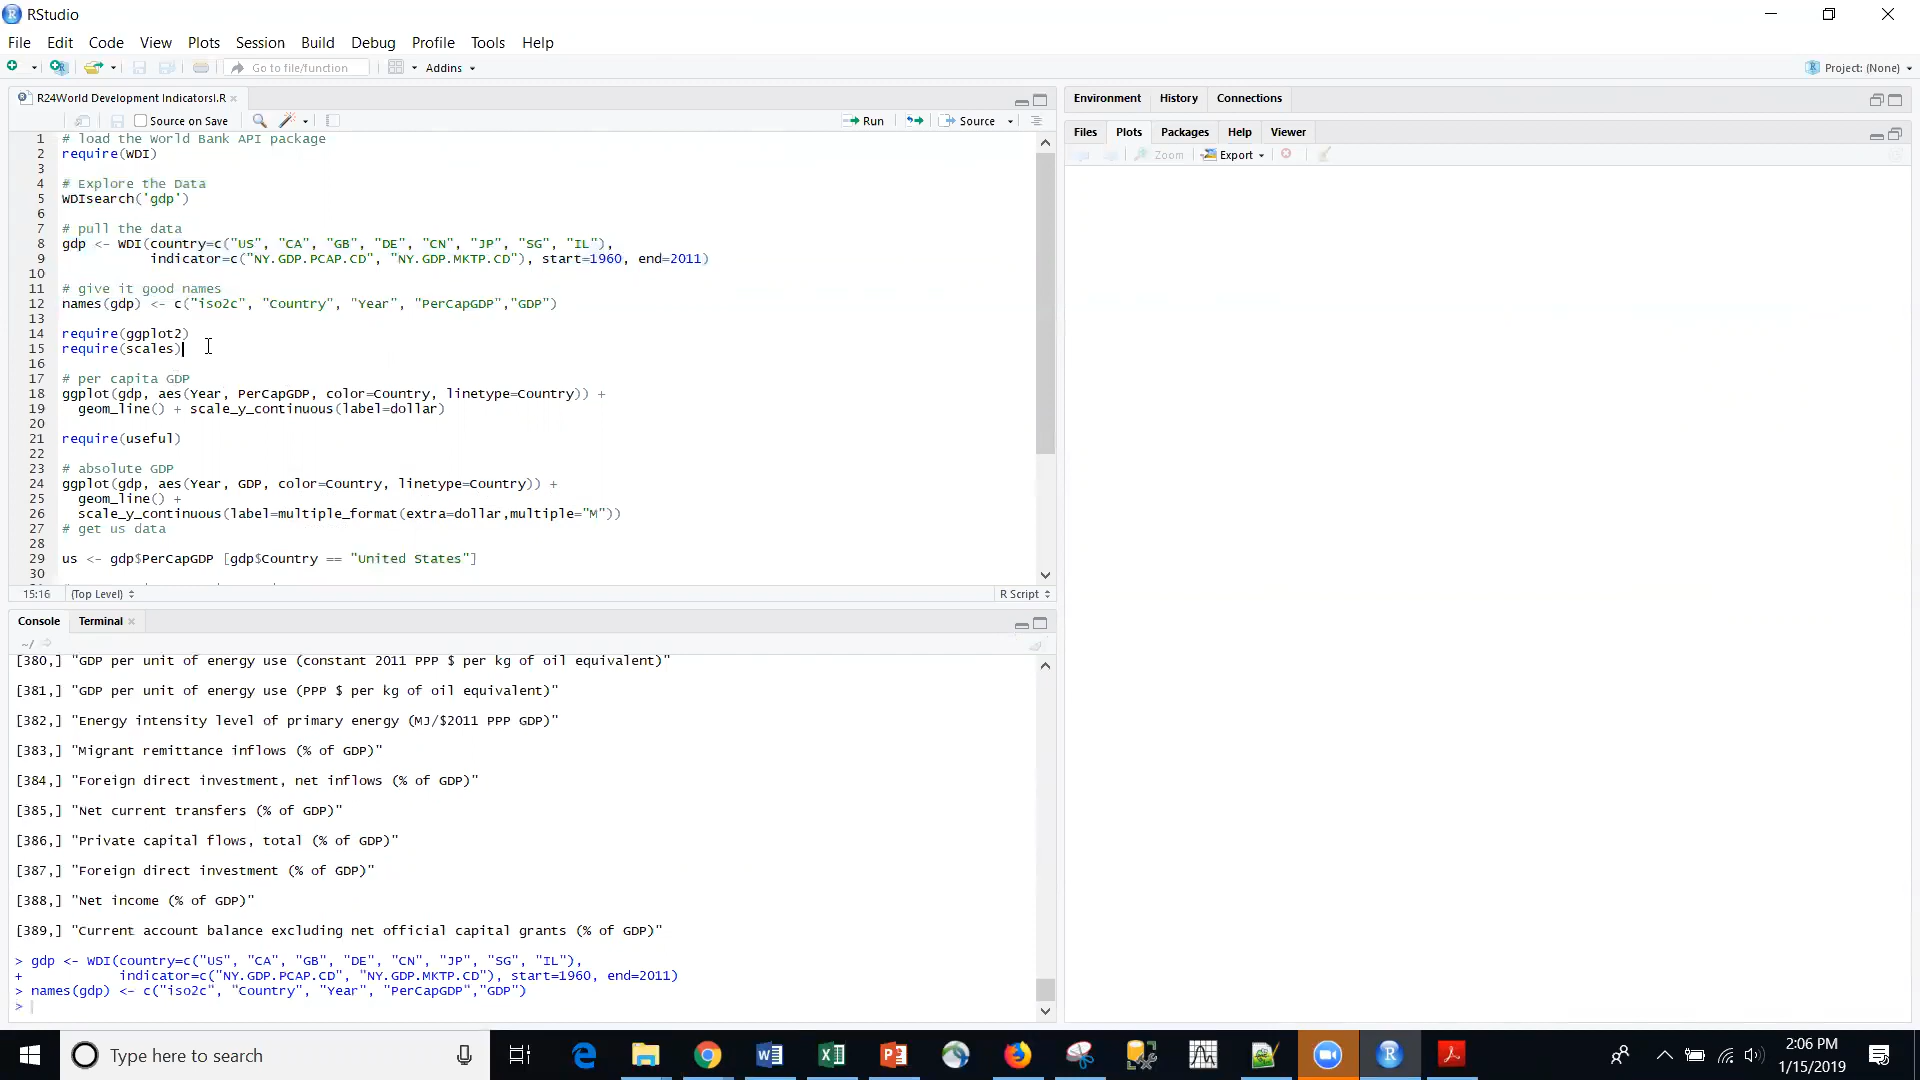 RStudio
File Edit Code View Plots Session Build Debug Profile Tools Help
Go to file/function Addins Project: (None)
R24World Development Indicatorsl.R
Source on Save Run Source
1 # load the World Bank API package
2 require(WDI)
3
4 # Explore the Data
5 WDIsearch('gdp')
6
7 # pull the data
8 gdp <- WDI(country=c("US", "CA", "GB", "DE", "CN", "JP", "SG", "IL"),
9 indicator=c("NY.GDP.PCAP.CD", "NY.GDP.MKTP.CD"), start=1960, end=2011)
10
11 # give it good names
12 names(gdp) <- c("iso2c", "Country", "Year", "PerCapGDP","GDP")
13
14 require(ggplot2)
15 require(scales)
16
17 # per capita GDP
18 ggplot(gdp, aes(Year, PerCapGDP, color=Country, linetype=Country)) +
19 geom_line() + scale_y_continuous(label=dollar)
20
21 require(useful)
22
23 # absolute GDP
24 ggplot(gdp, aes(Year, GDP, color=Country, linetype=Country)) +
25 geom_line() +
26 scale_y_continuous(label=multiple_format(extra=dollar,multiple="M"))
27 # get us data
28
29 us <- gdp$PerCapGDP [gdp$Country == "United States"]
30
15:16 (Top Level) R Script
Console Terminal
~/
[380,] "GDP per unit of energy use (constant 2011 PPP $ per kg of oil equivalent)"
[381,] "GDP per unit of energy use (PPP $ per kg of oil equivalent)"
[382,] "Energy intensity level of primary energy (MJ/$2011 PPP GDP)"
[383,] "Migrant remittance inflows (% of GDP)"
[384,] "Foreign direct investment, net inflows (% of GDP)"
[385,] "Net current transfers (% of GDP)"
[386,] "Private capital flows, total (% of GDP)"
[387,] "Foreign direct investment (% of GDP)"
[388,] "Net income (% of GDP)"
[389,] "Current account balance excluding net official capital grants (% of GDP)"
> gdp <- WDI(country=c("US", "CA", "GB", "DE", "CN", "JP", "SG", "IL"),
+ indicator=c("NY.GDP.PCAP.CD", "NY.GDP.MKTP.CD"), start=1960, end=2011)
> names(gdp) <- c("iso2c", "Country", "Year", "PerCapGDP","GDP")
>
Environment History Connections
Files Plots Packages Help Viewer
Zoom Export
Type here to search
2:06 PM
1/15/2019